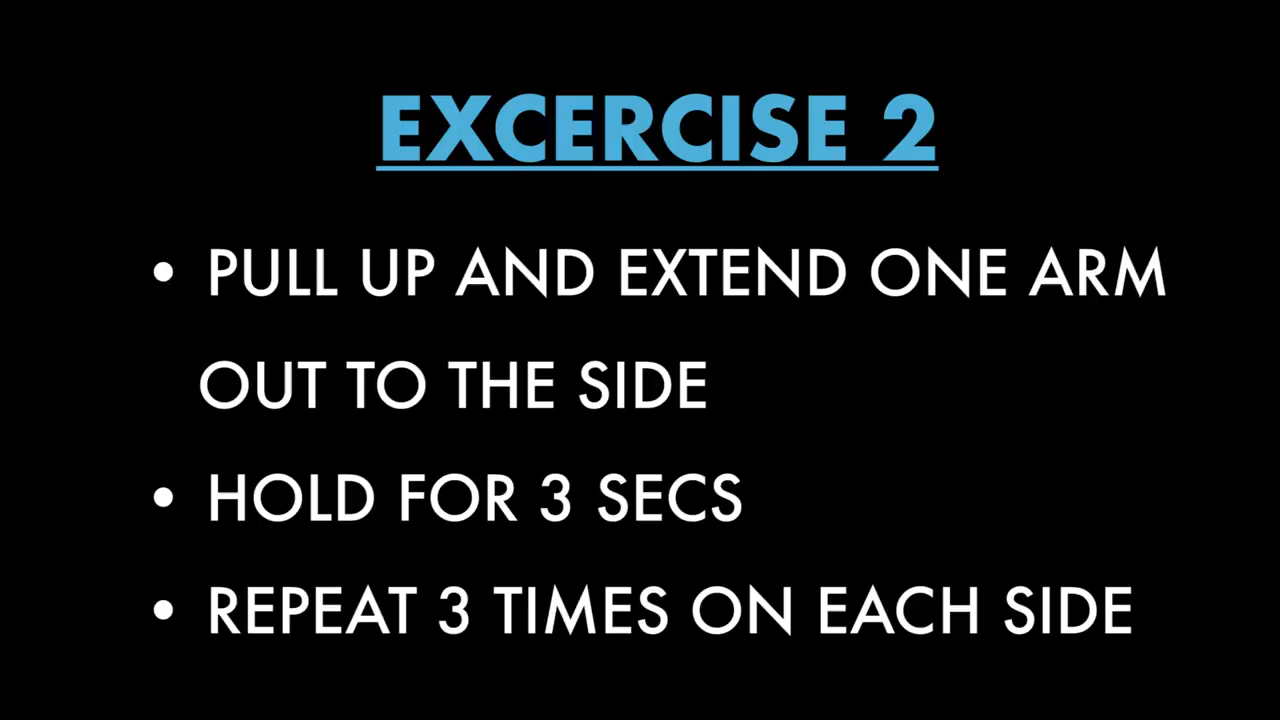 EXCERCISE 2
• PULL UP AND EXTEND ONE ARM
OUT TO THE SIDE
• HOLD FOR 3 SECS
• REPEAT 3 TIMES ON EACH SIDE